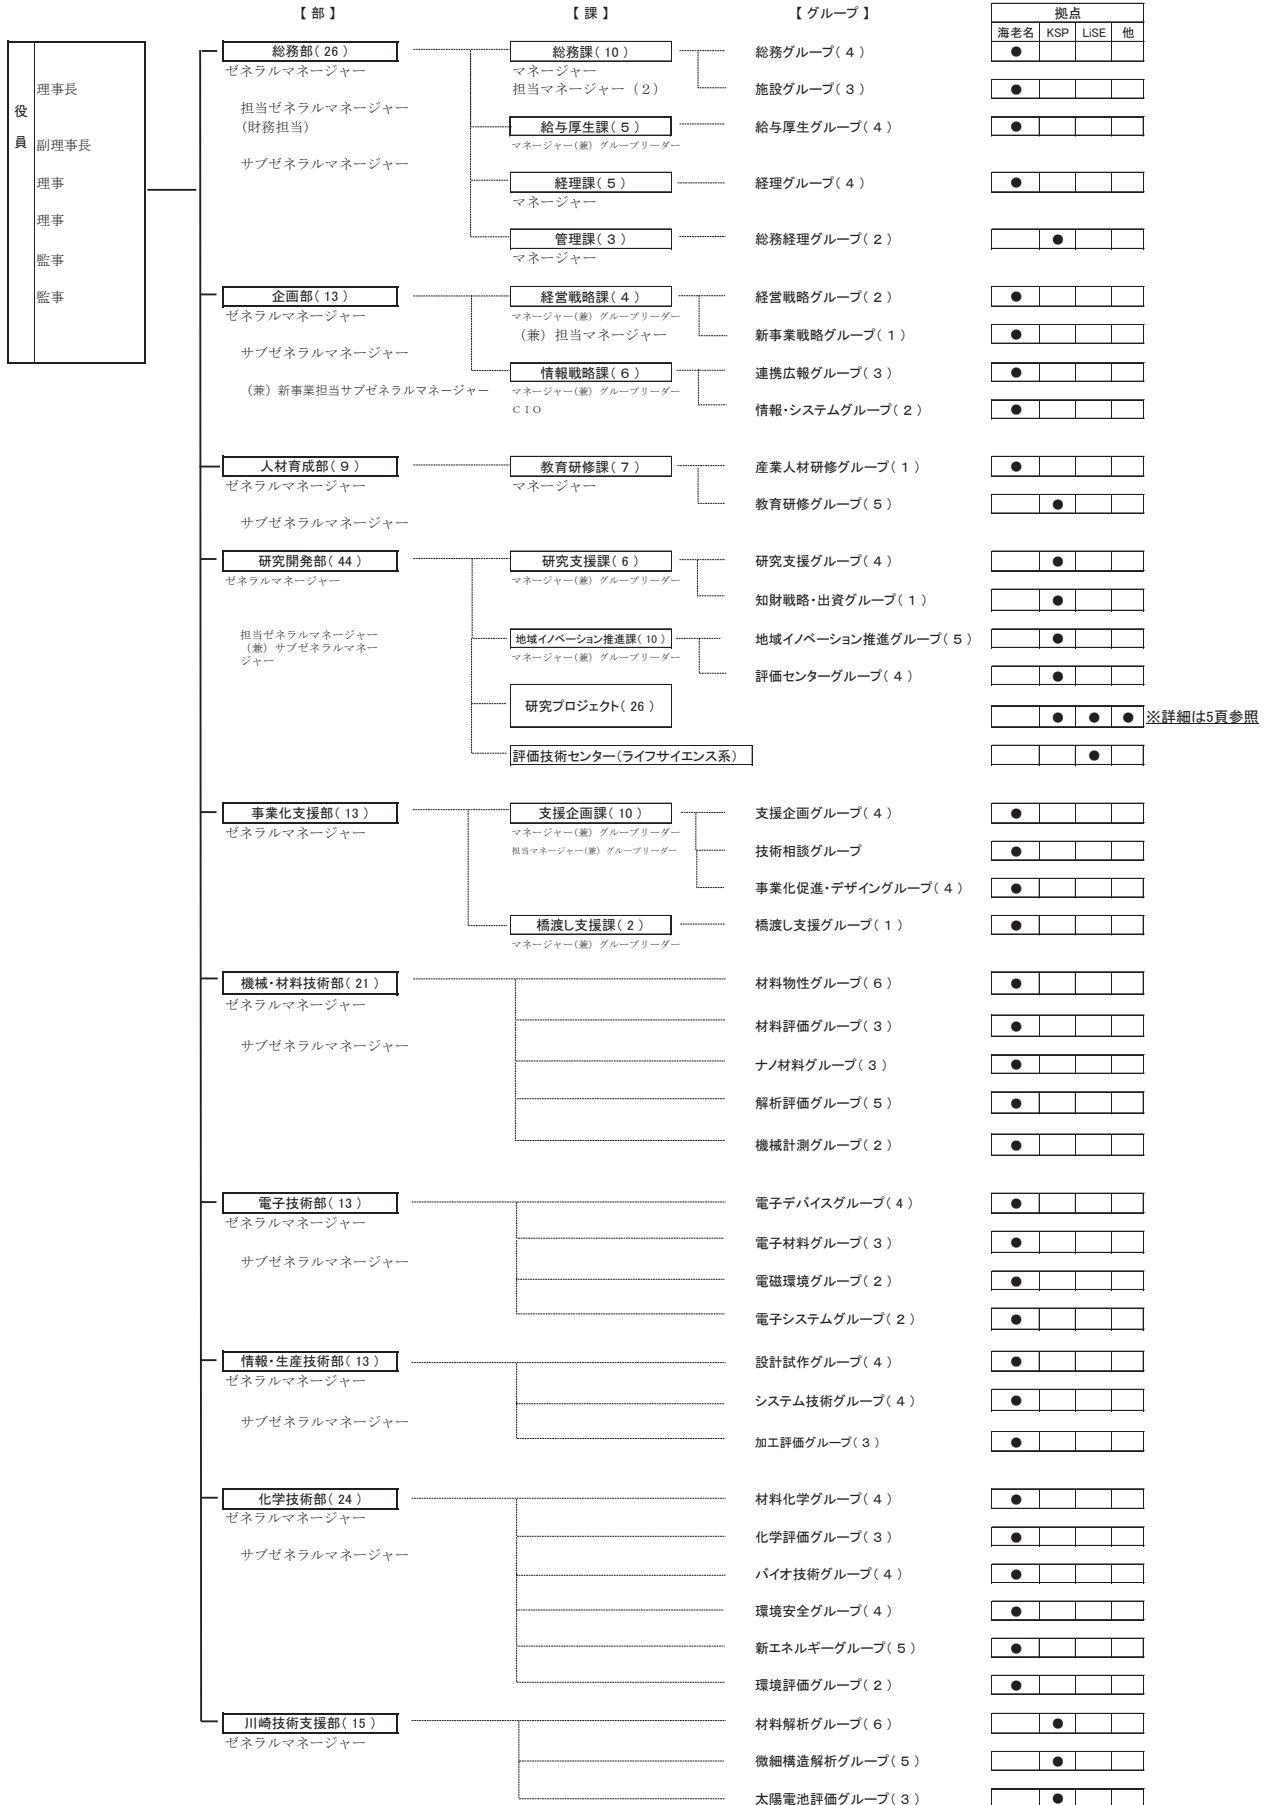 【 部 】 【 課 】 【 グループ 】 拠点
海老名 KSP LiSE 他
総務部( 26 ) 総務課( 10 ) 総務グループ( 4 ) ●
ゼネラルマネージャー マネージャー
理事長 担当マネージャー（2） 施設グループ( 3 ) ●
役員
担当ゼネラルマネージャー
(財務担当) 給与厚生課( 5 ) 給与厚生グループ( 4 ) ●
副理事長 マネージャー(兼) グループリーダー
サブゼネラルマネージャー
理事 経理課( 5 ) 経理グループ( 4 ) ●
マネージャー
理事
管理課( 3 ) 総務経理グループ( 2 ) ●
監事 マネージャー
監事 企画部( 13 ) 経営戦略課( 4 ) 経営戦略グループ( 2 ) ●
ゼネラルマネージャー マネージャー(兼) グループリーダー
（兼）担当マネージャー 新事業戦略グループ( 1 ) ●
サブゼネラルマネージャー
情報戦略課( 6 ) 連携広報グループ( 3 ) ●
（兼）新事業担当サブゼネラルマネージャー マネージャー(兼) グループリーダー
CIO 情報・システムグループ( 2 ) ●
人材育成部( 9 ) 教育研修課( 7 ) 産業人材研修グループ( 1 ) ●
ゼネラルマネージャー マネージャー
教育研修グループ( 5 ) ●
サブゼネラルマネージャー
研究開発部( 44 ) 研究支援課( 6 ) 研究支援グループ( 4 ) ●
ゼネラルマネージャー マネージャー(兼) グループリーダー
知財戦略・出資グループ( 1 ) ●
担当ゼネラルマネージャー 地域イノベーション推進課( 10 ) 地域イノベーション推進グループ( 5 ) ●
（兼）サブゼネラルマネー マネージャー(兼) グループリーダー
ジャー
評価センターグループ( 4 ) ●
研究プロジェクト( 26 )
● ● ● ※詳細は5頁参照
評価技術センター(ライフサイエンス系) ●
事業化支援部( 13 ) 支援企画課( 10 ) 支援企画グループ( 4 ) ●
ゼネラルマネージャー マネージャー(兼) グループリーダー
担当マネージャー(兼) グループリーダー 技術相談グループ ●
事業化促進・デザイングループ( 4 ) ●
橋渡し支援課( 2 ) 橋渡し支援グループ( 1 ) ●
マネージャー(兼) グループリーダー
機械・材料技術部( 21 ) 材料物性グループ( 6 ) ●
ゼネラルマネージャー
材料評価グループ( 3 ) ●
サブゼネラルマネージャー
ナノ材料グループ( 3 ) ●
解析評価グループ( 5 ) ●
機械計測グループ( 2 ) ●
電子技術部( 13 ) 電子デバイスグループ( 4 ) ●
ゼネラルマネージャー
電子材料グループ( 3 ) ●
サブゼネラルマネージャー
電磁環境グループ( 2 ) ●
電子システムグループ( 2 ) ●
情報・生産技術部( 13 ) 設計試作グループ( 4 ) ●
ゼネラルマネージャー
システム技術グループ( 4 ) ●
サブゼネラルマネージャー
加工評価グループ( 3 ) ●
化学技術部( 24 ) 材料化学グループ( 4 ) ●
ゼネラルマネージャー
化学評価グループ( 3 ) ●
サブゼネラルマネージャー
バイオ技術グループ( 4 ) ●
環境安全グループ( 4 ) ●
新エネルギーグループ( 5 ) ●
環境評価グループ( 2 ) ●
川崎技術支援部( 15 ) 材料解析グループ( 6 ) ●
ゼネラルマネージャー
微細構造解析グループ( 5 ) ●
太陽電池評価グループ( 3 ) ●